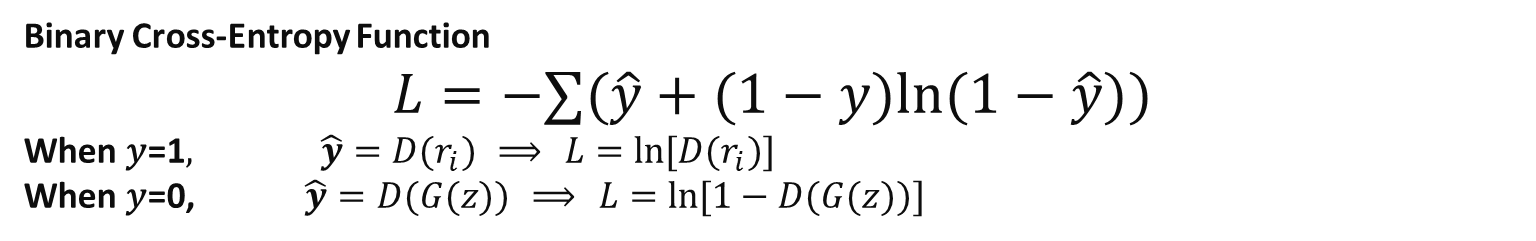 Binary Cross-Entropy Function
L = −∑(ŷ + (1 − y)ln(1 − ŷ))
When y=1, ŷ = D(rᵢ) ⟹ L = ln[D(rᵢ)]
When y=0, ŷ = D(G(z)) ⟹ L = ln[1 − D(G(z))]